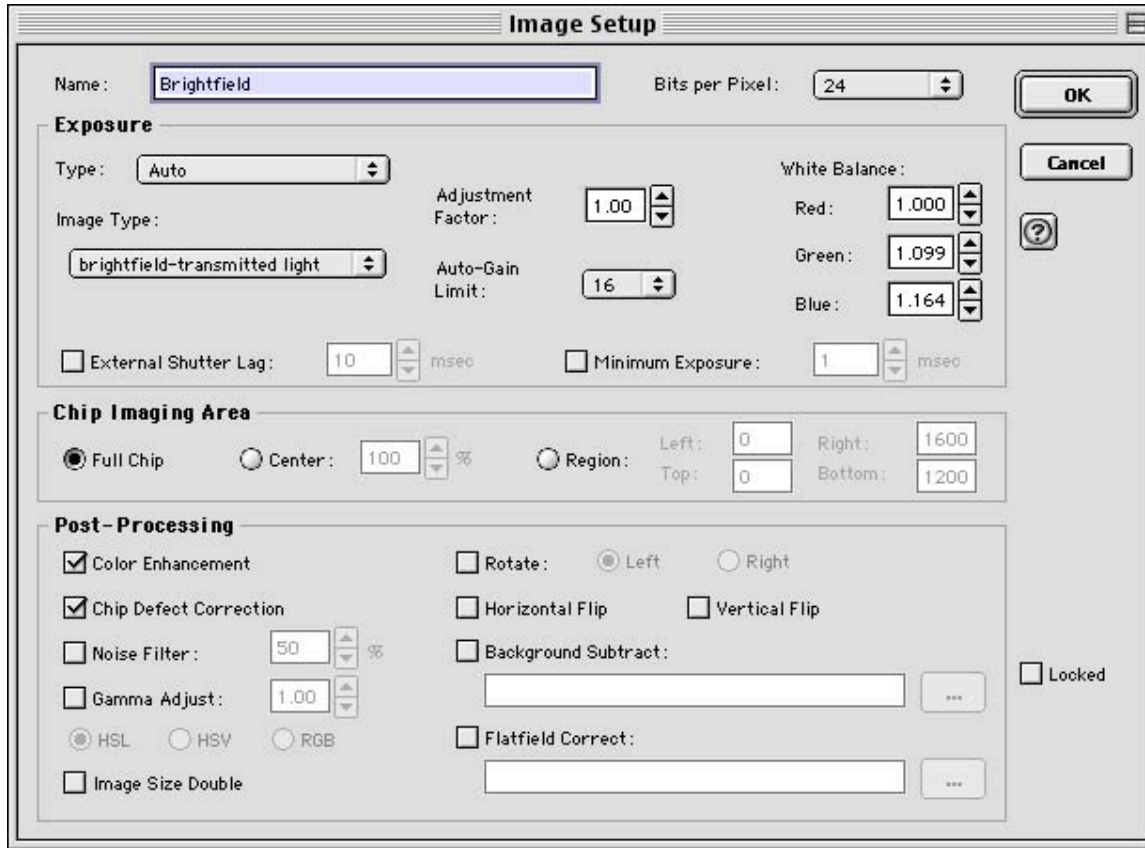 Image Setup
Name: Brightfield Bits per Pixel: 24
OK
Exposure
Cancel
Type: Auto
White Balance:
Adjustment Factor: 1.00
Red: 1.000
Image Type:
brightfield-transmitted light
Green: 1.099
Auto-Gain Limit: 16
Blue: 1.164
External Shutter Lag: 10 msec Minimum Exposure: 1 msec
Chip Imaging Area
Full Chip Center: 100 % Region: Left: 0 Right: 1600
Top: 0 Bottom: 1200
Post-Processing
Color Enhancement Rotate: Left Right
Chip Defect Correction Horizontal Flip Vertical Flip
Noise Filter: 50 % Background Subtract:
Locked
Gamma Adjust: 1.00 ...
HSL HSV RGB Flatfield Correct:
Image Size Double ...